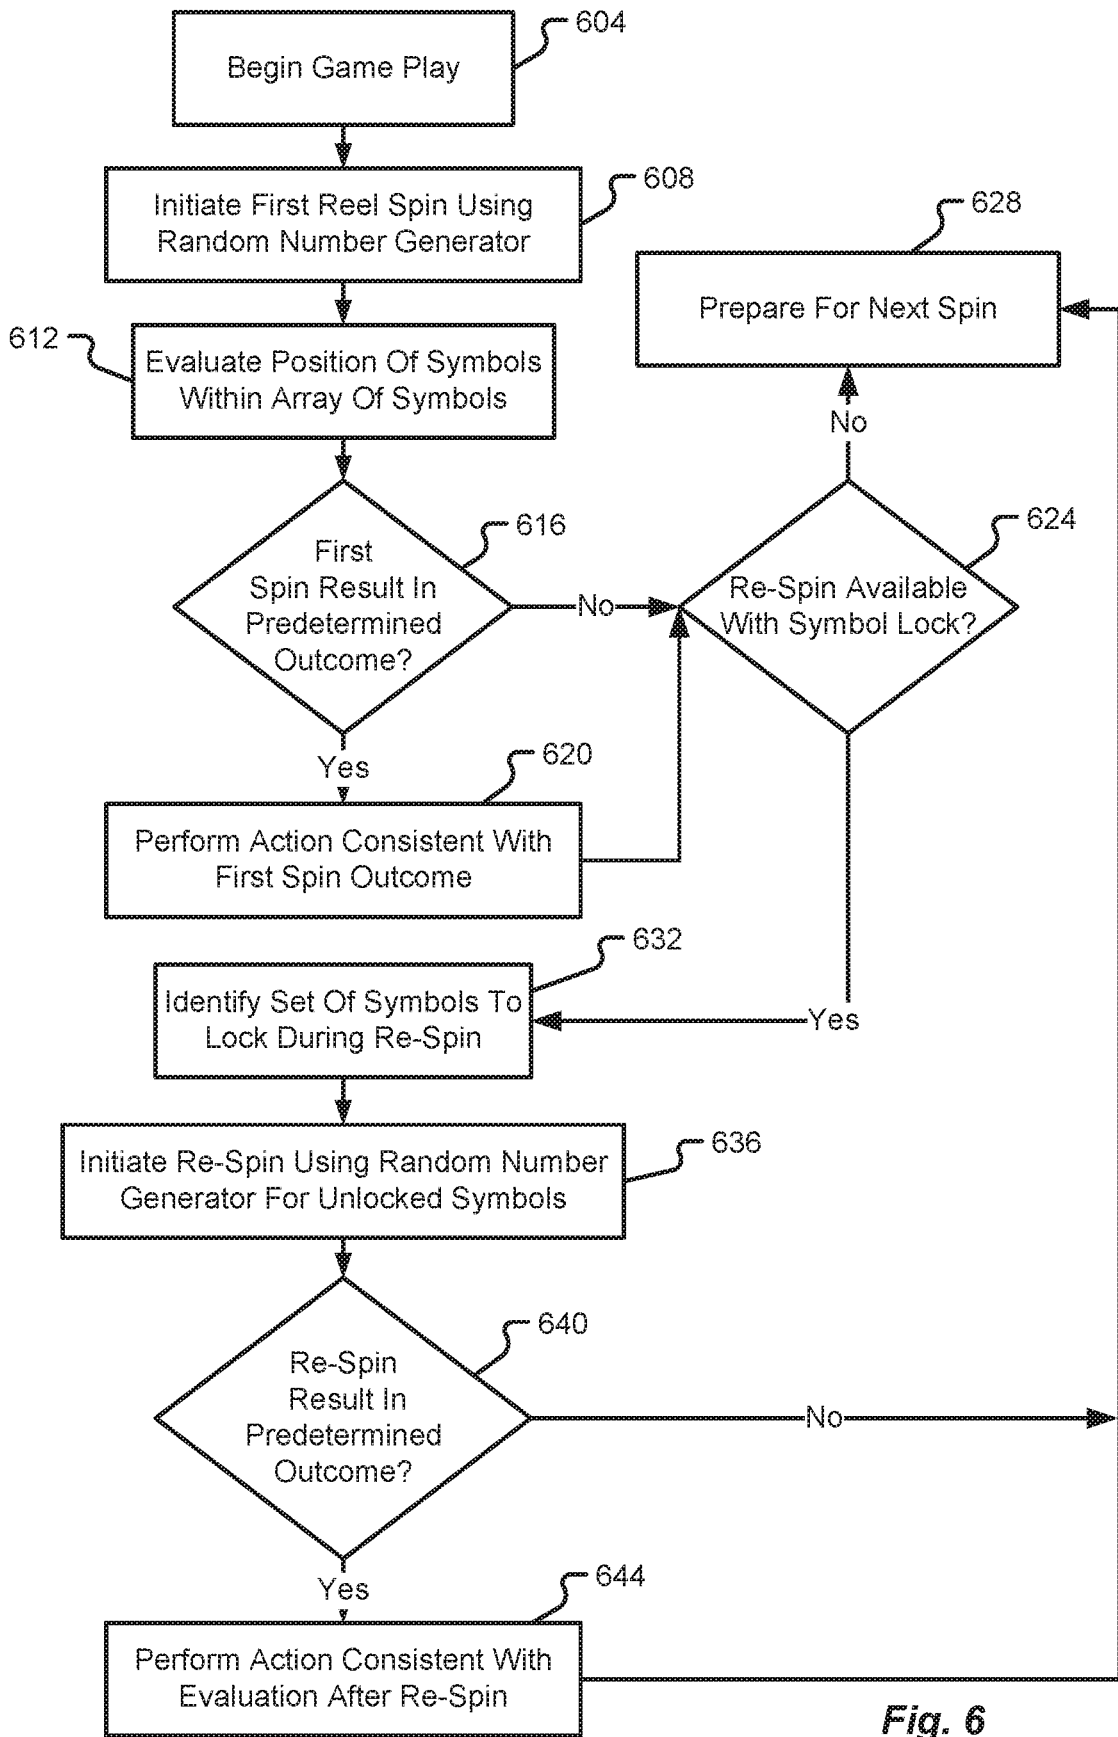 604
Begin Game Play
608
Initiate First Reel Spin Using
Random Number Generator
628
Prepare For Next Spin
612
Evaluate Position Of Symbols
Within Array Of Symbols
No
616
624
First
Spin Result In
Predetermined
Outcome?
No
Re-Spin Available
With Symbol Lock?
Yes
620
Perform Action Consistent With
First Spin Outcome
632
Identify Set Of Symbols To
Lock During Re-Spin
Yes
636
Initiate Re-Spin Using Random Number
Generator For Unlocked Symbols
640
Re-Spin
Result In
Predetermined
Outcome?
No
Yes
644
Perform Action Consistent With
Evaluation After Re-Spin
Fig. 6